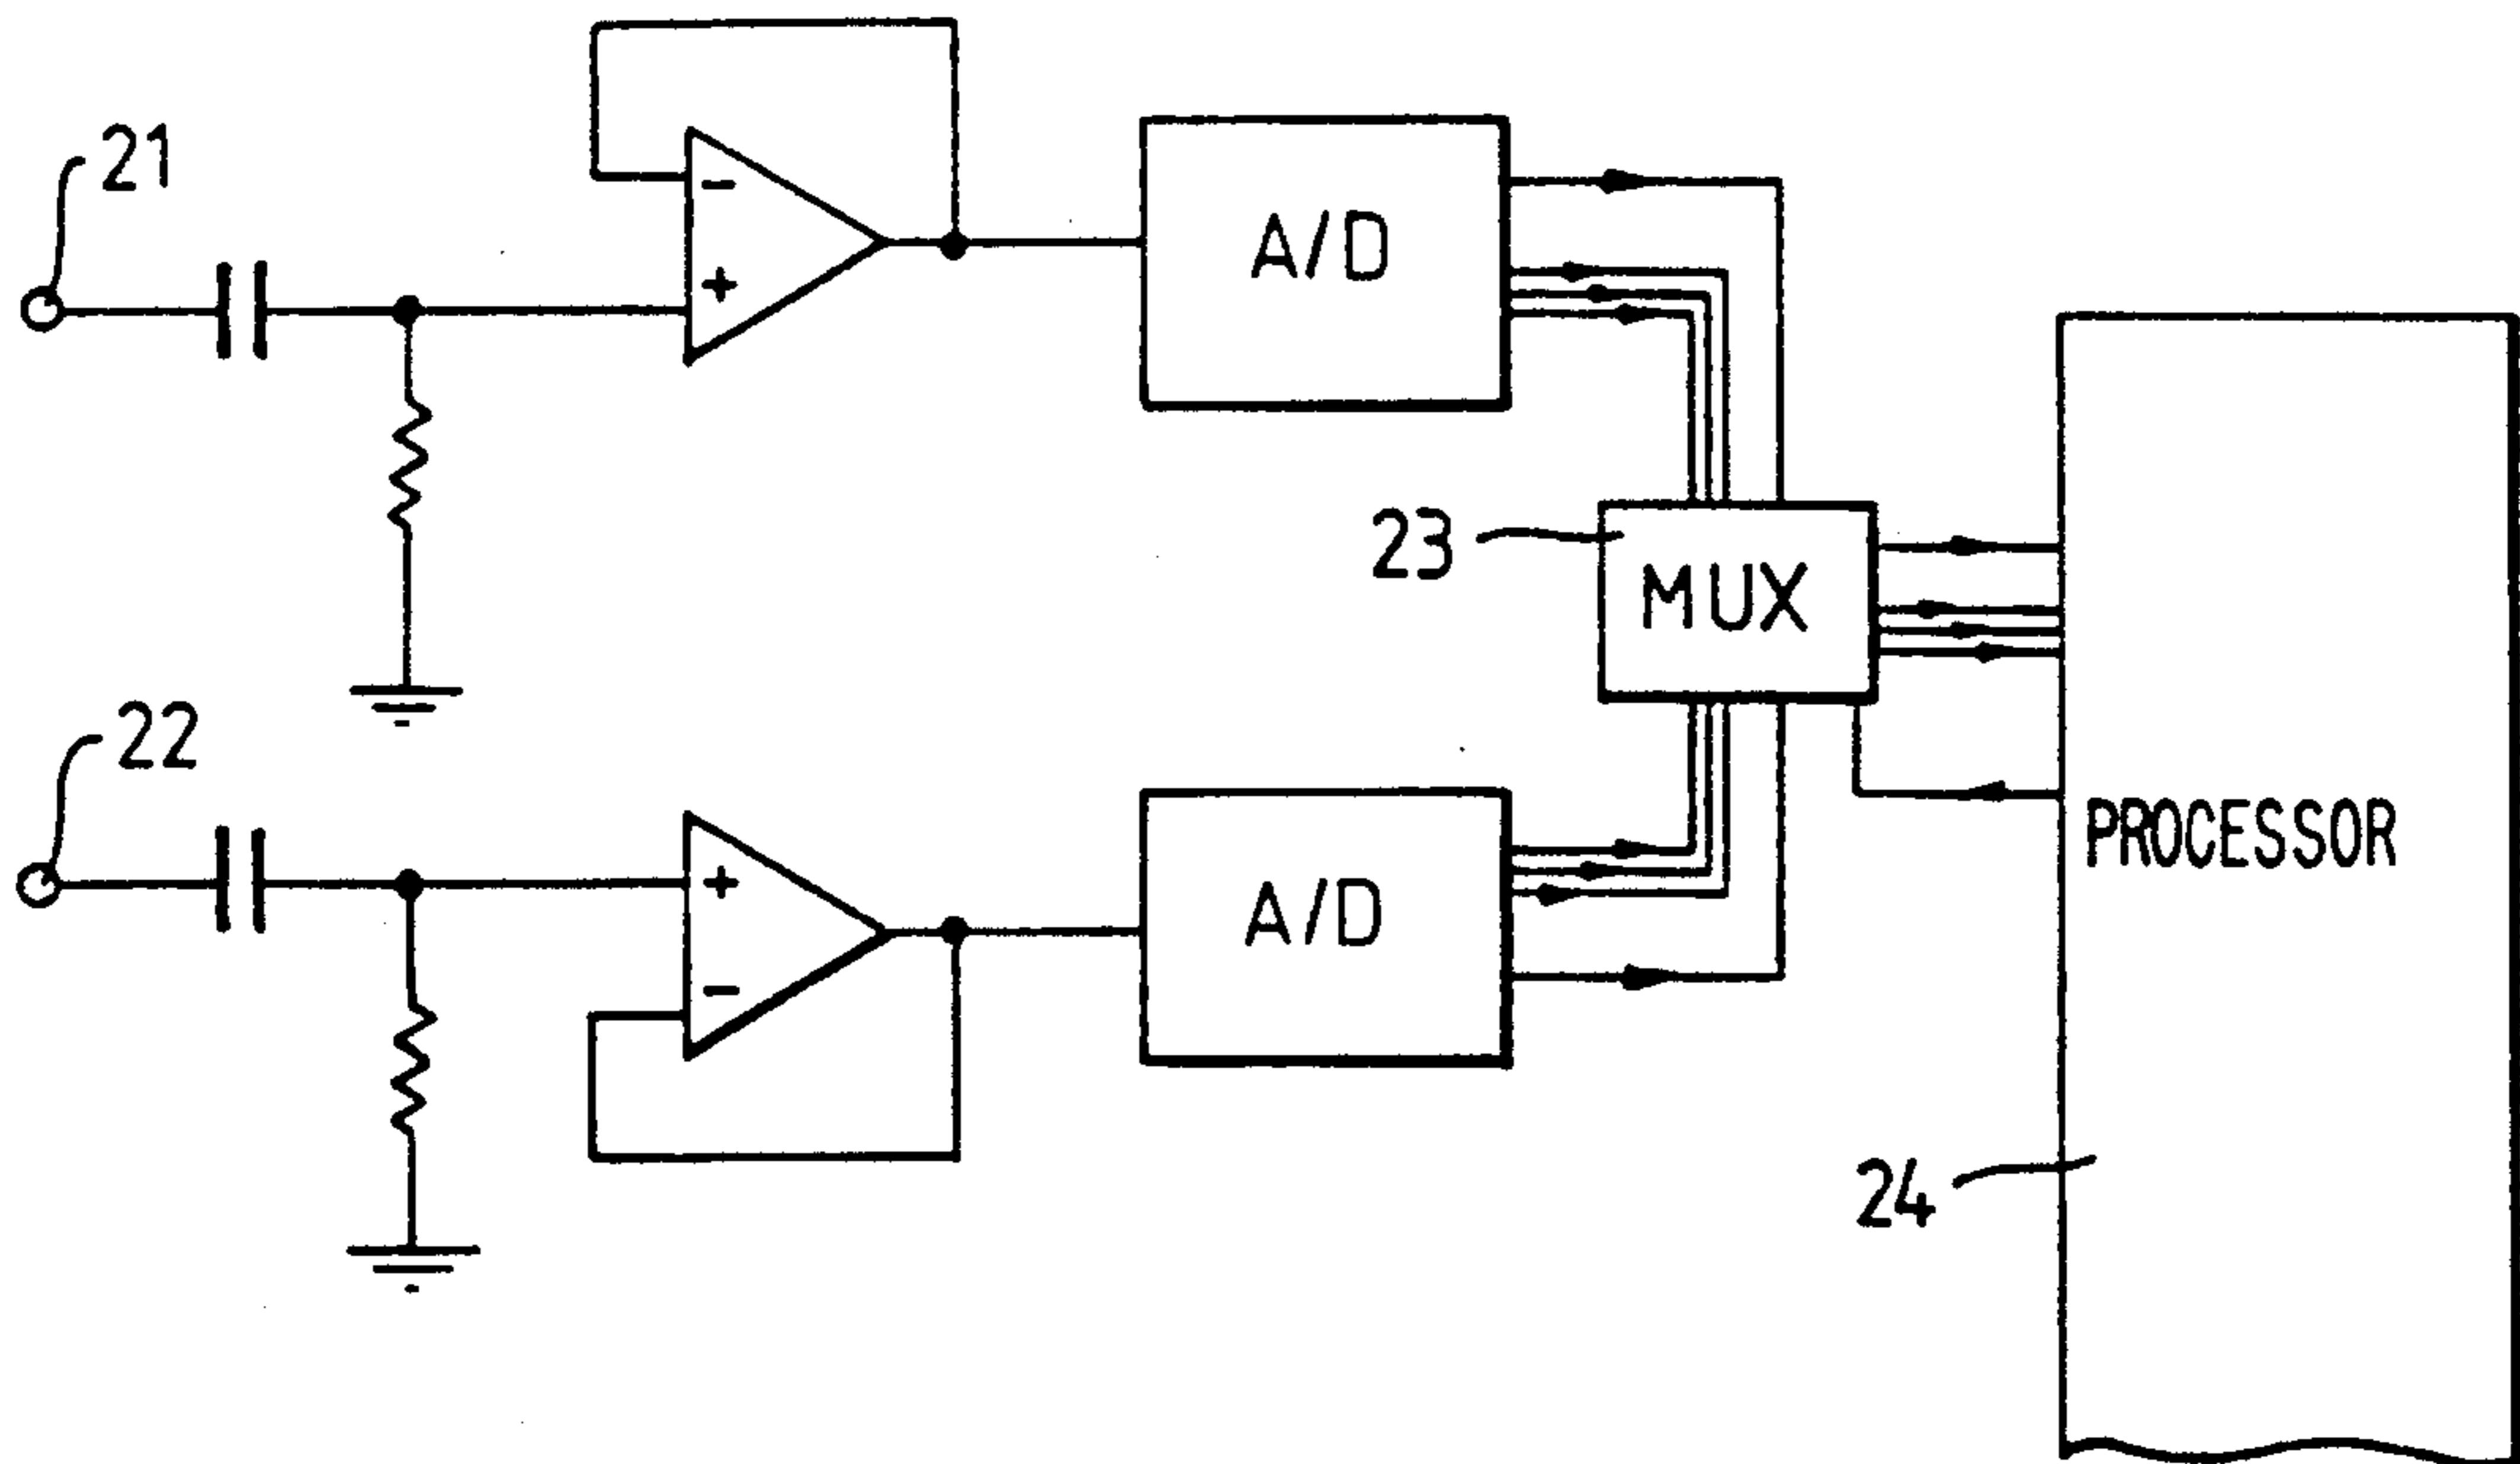 21
-
+
A/D
23
MUX
22
+
-
A/D
PROCESSOR
24